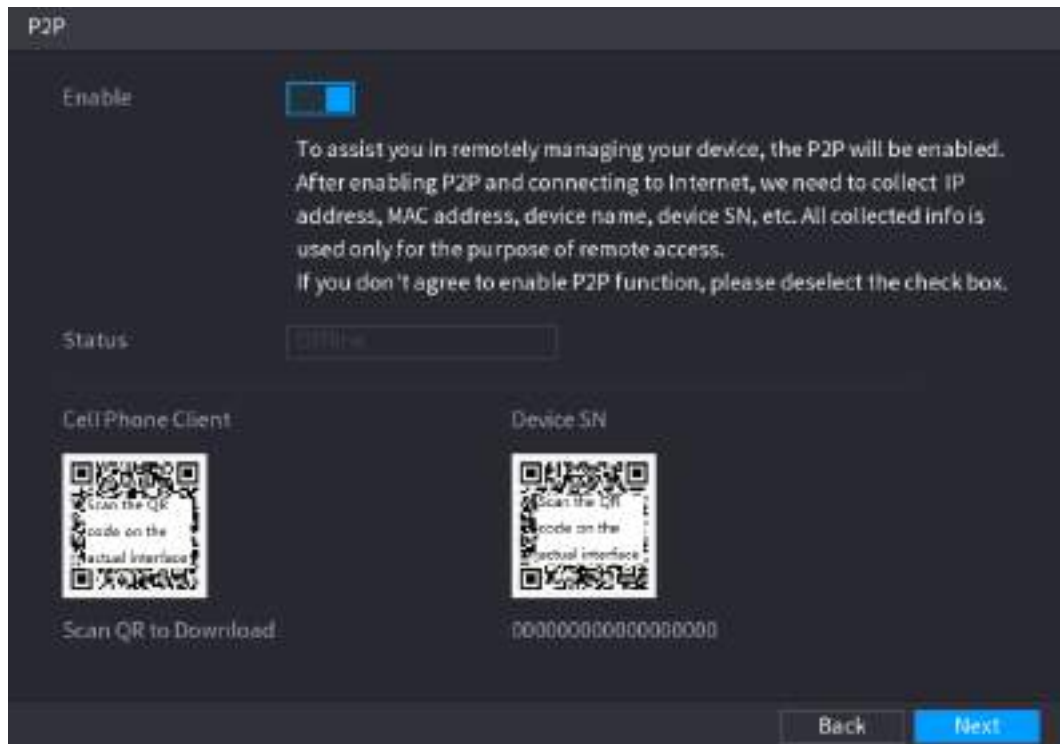 P2P
Enable
To assist you in remotely managing your device, the P2P will be enabled.
After enabling P2P and connecting to Internet, we need to collect IP
address, MAC address, device name, device SN, etc. All collected info is
used only for the purpose of remote access.
If you don't agree to enable P2P function, please deselect the check box.
Status
Offline
Cell Phone Client
Device SN
Scan the QR
code on the
actual interface
Scan the QR
code on the
actual interface
Scan QR to Download
000000000000000000
Back
Next